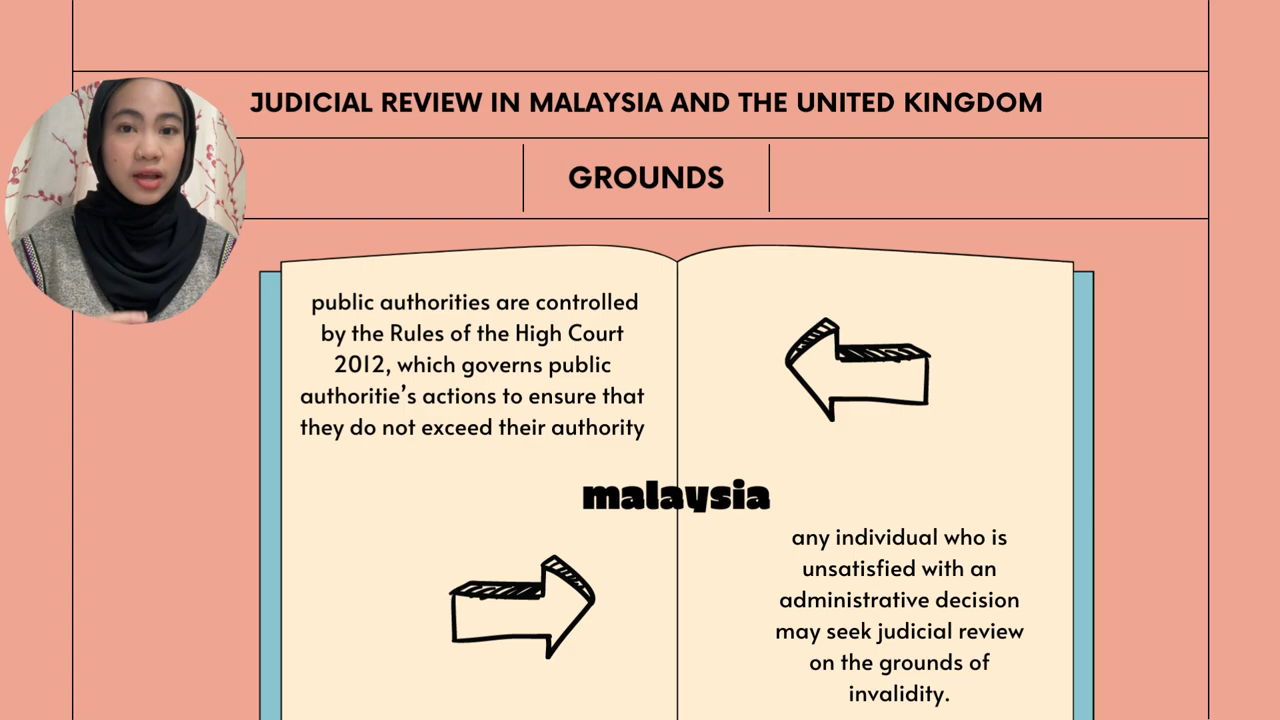 JUDICIAL REVIEW IN MALAYSIA AND THE UNITED KINGDOM
GROUNDS
public authorities are controlled
by the Rules of the High Court
2012, which governs public
authoritie's actions to ensure that
they do not exceed their authority
malaysia
any individual who is
unsatisfied with an
administrative decision
may seek judicial review
on the grounds of
invalidity.